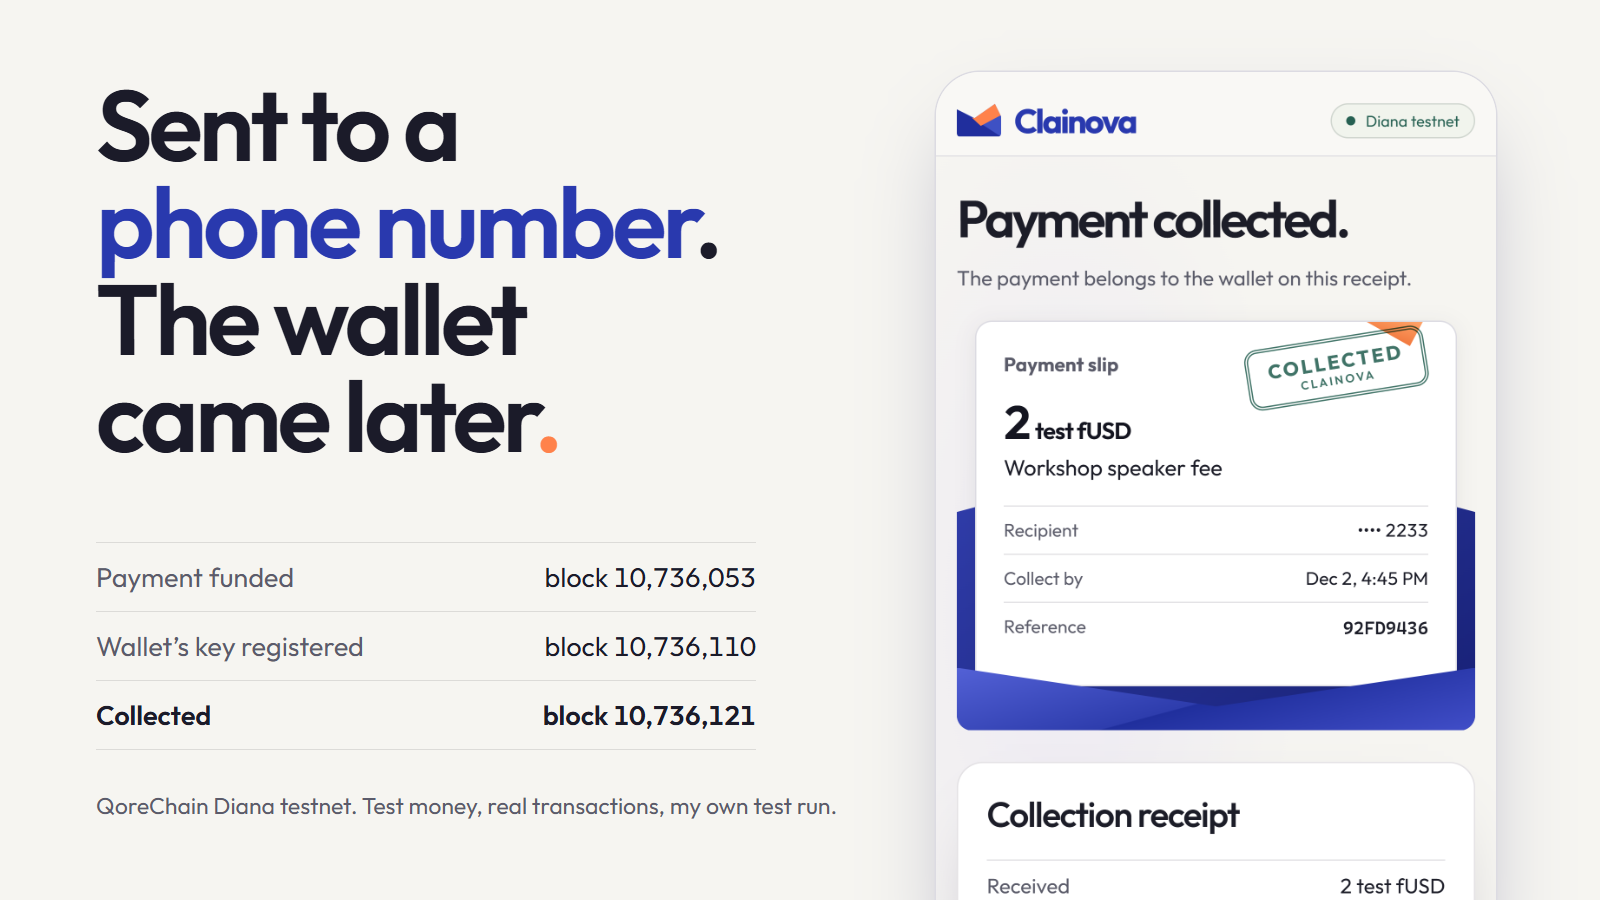 Sent to a
phone number.
The wallet
came later.
Payment funded block 10,736,053
Wallet’s key registered block 10,736,110
Collected block 10,736,121
QoreChain Diana testnet. Test money, real transactions, my own test run.
Clainova
Diana testnet
Payment collected.
The payment belongs to the wallet on this receipt.
Payment slip
COLLECTED
CLAINOVA
2 test fUSD
Workshop speaker fee
Recipient •••• 2233
Collect by Dec 2, 4:45 PM
Reference 92FD9436
Collection receipt
Received 2 test fUSD